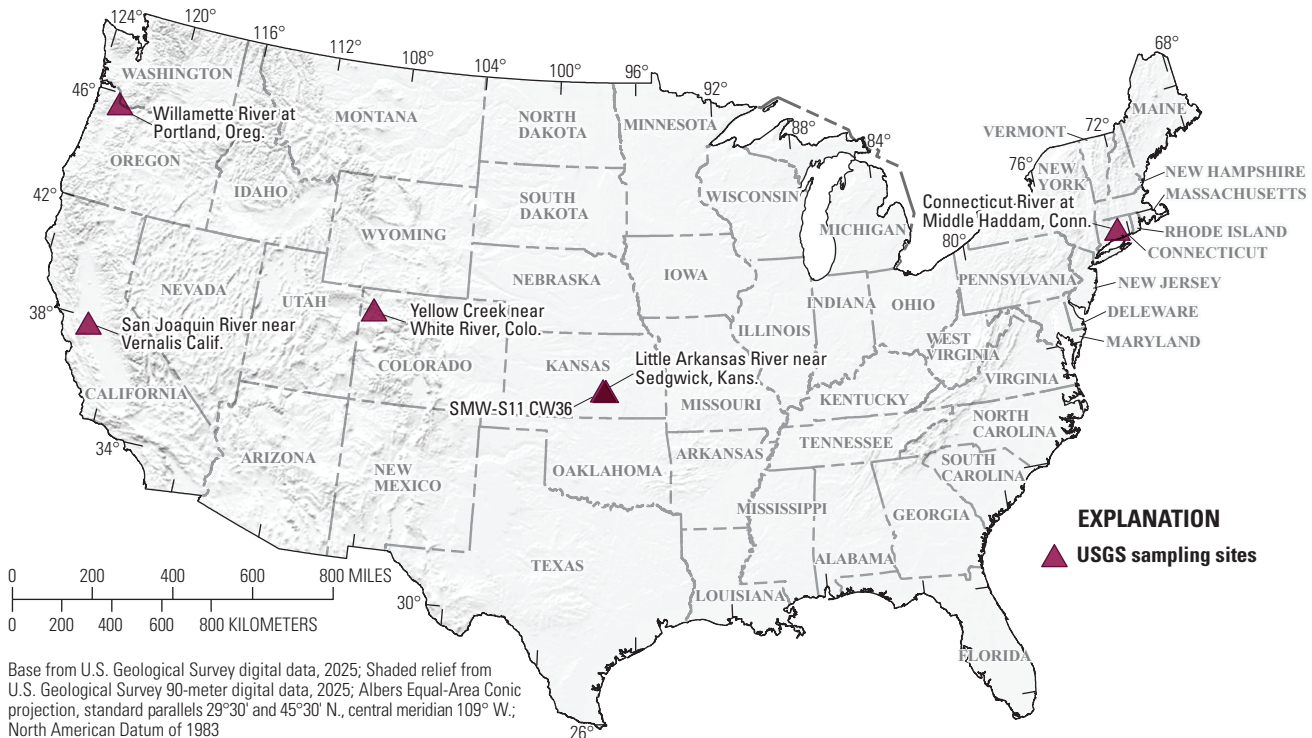 124°
120°
116°
112°
108°
104°
100°
96°
92°
88°
84°
80°
76°
72°
68°
46°
42°
38°
34°
30°
26°
WASHINGTON
Willamette River at
Portland, Oreg.
OREGON
IDAHO
MONTANA
NORTH
DAKOTA
MINNESOTA
SOUTH
DAKOTA
WISCONSIN
MICHIGAN
WYOMING
NEBRASKA
IOWA
NEVADA
UTAH
San Joaquin River near
Vernalis Calif.
CALIFORNIA
Yellow Creek near
White River, Colo.
COLORADO
KANSAS
Little Arkansas River near
Sedgwick, Kans.
SMW-S11 CW36
ILLINOIS
INDIANA
OHIO
MISSOURI
KENTUCKY
WEST
VIRGINIA
VIRGINIA
PENNSYLVANIA
NEW
YORK
VERMONT
MAINE
NEW HAMPSHIRE
MASSACHUSETTS
Connecticut River at
Middle Haddam, Conn.
RHODE ISLAND
CONNECTICUT
NEW JERSEY
DELAWARE
MARYLAND
ARIZONA
NEW
MEXICO
OAKLAHOMA
ARKANSAS
TENNESSEE
NORTH
CAROLINA
SOUTH
CAROLINA
MISSISSIPPI
ALABAMA
GEORGIA
TEXAS
LOUISIANA
FLORIDA
EXPLANATION
USGS sampling sites
0 200 400 600 800 MILES
0 200 400 600 800 KILOMETERS
Base from U.S. Geological Survey digital data, 2025; Shaded relief from
U.S. Geological Survey 90-meter digital data, 2025; Albers Equal-Area Conic
projection, standard parallels 29°30' and 45°30' N., central meridian 109° W.;
North American Datum of 1983